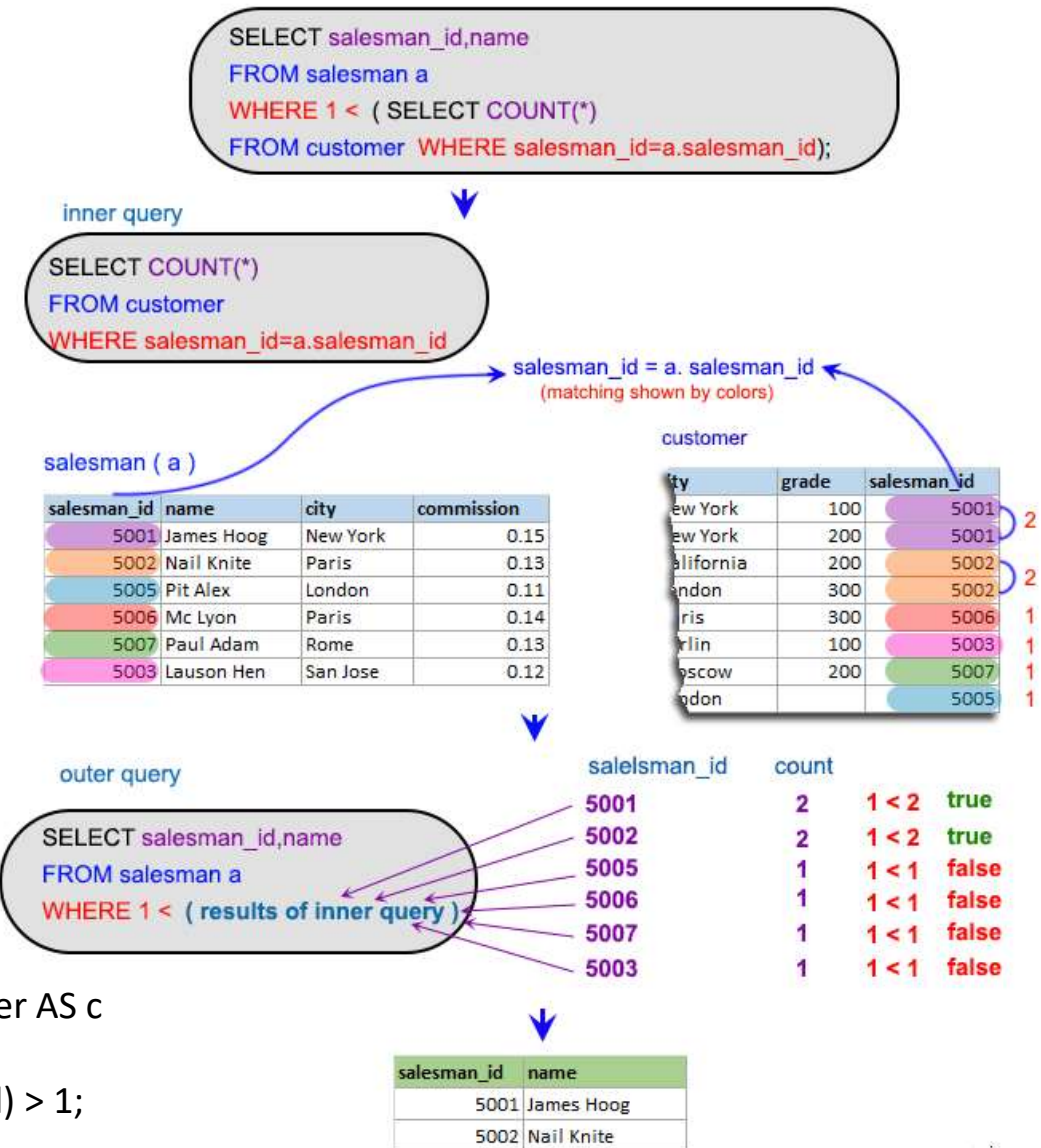 SELECT salesman_id,name
FROM salesman a
WHERE 1 < ( SELECT COUNT(*)
FROM customer WHERE salesman_id=a.salesman_id);
inner query
SELECT COUNT(*)
FROM customer
WHERE salesman_id=a.salesman_id
salesman_id = a. salesman_id
(matching shown by colors)
salesman ( a )
salesman_id name city commission
5001 James Hoog New York 0.15
5002 Nail Knite Paris 0.13
5005 Pit Alex London 0.11
5006 Mc Lyon Paris 0.14
5007 Paul Adam Rome 0.13
5003 Lauson Hen San Jose 0.12
customer
ty grade salesman_id
ew York 100 5001
ew York 200 5001 2
alifornia 200 5002
ndon 300 5002 2
ris 300 5006 1
rlin 100 5003 1
oscow 200 5007 1
ndon 5005 1
outer query
SELECT salesman_id,name
FROM salesman a
WHERE 1 < ( results of inner query )
salelsman_id count
5001 2 1 < 2 true
5002 2 1 < 2 true
5005 1 1 < 1 false
5006 1 1 < 1 false
5007 1 1 < 1 false
5003 1 1 < 1 false
er AS c
) > 1;
salesman_id name
5001 James Hoog
5002 Nail Knite